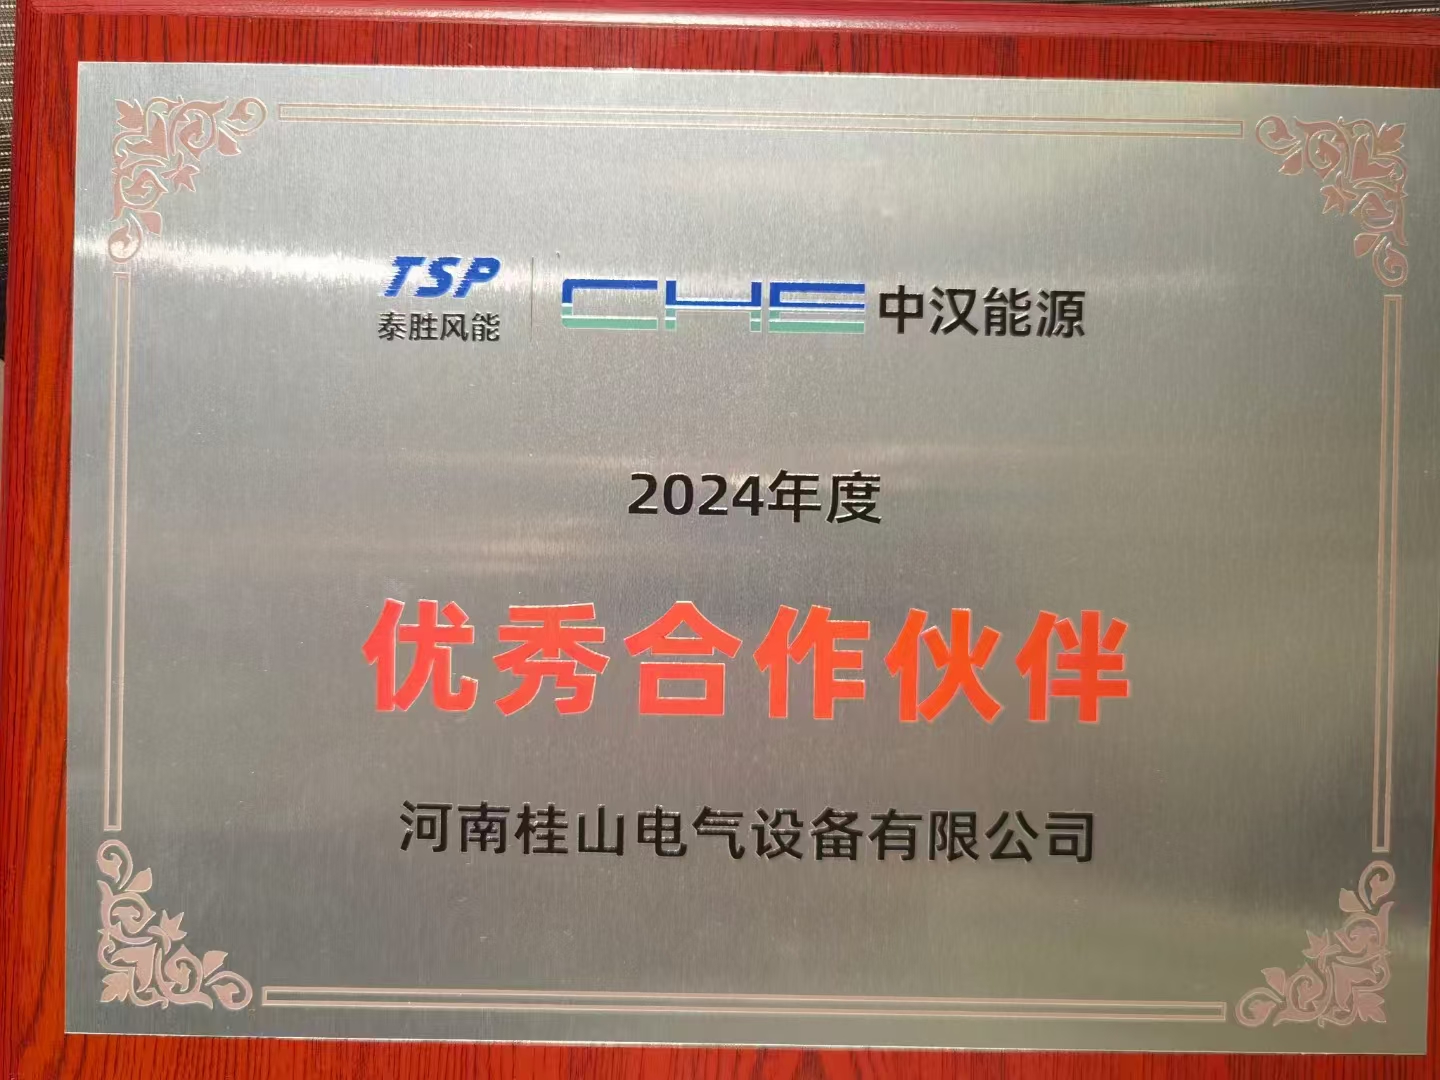 TSP
泰胜风能
CHE 中汉能源
2024年度
优秀合作伙伴
河南桂山电气设备有限公司